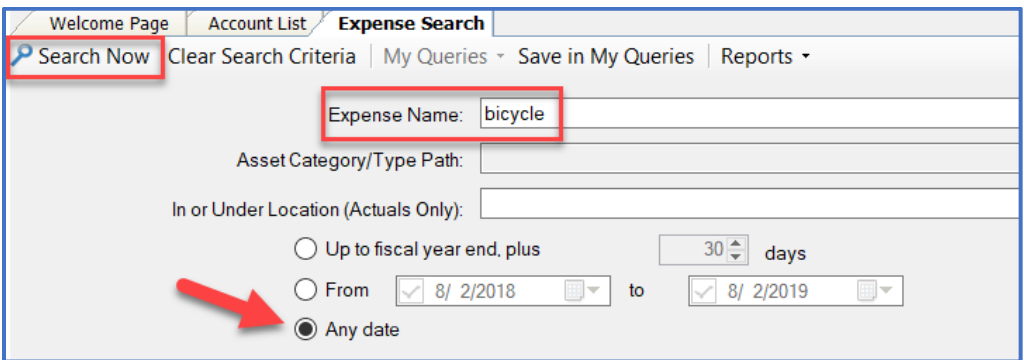 Welcome Page Account List Expense Search
Search Now Clear Search Criteria My Queries Save in My Queries Reports
Expense Name: bicycle
Asset Category/Type Path:
In or Under Location (Actuals Only):
Up to fiscal year end, plus 30 days
From 8/ 2/2018 to 8/ 2/2019
Any date